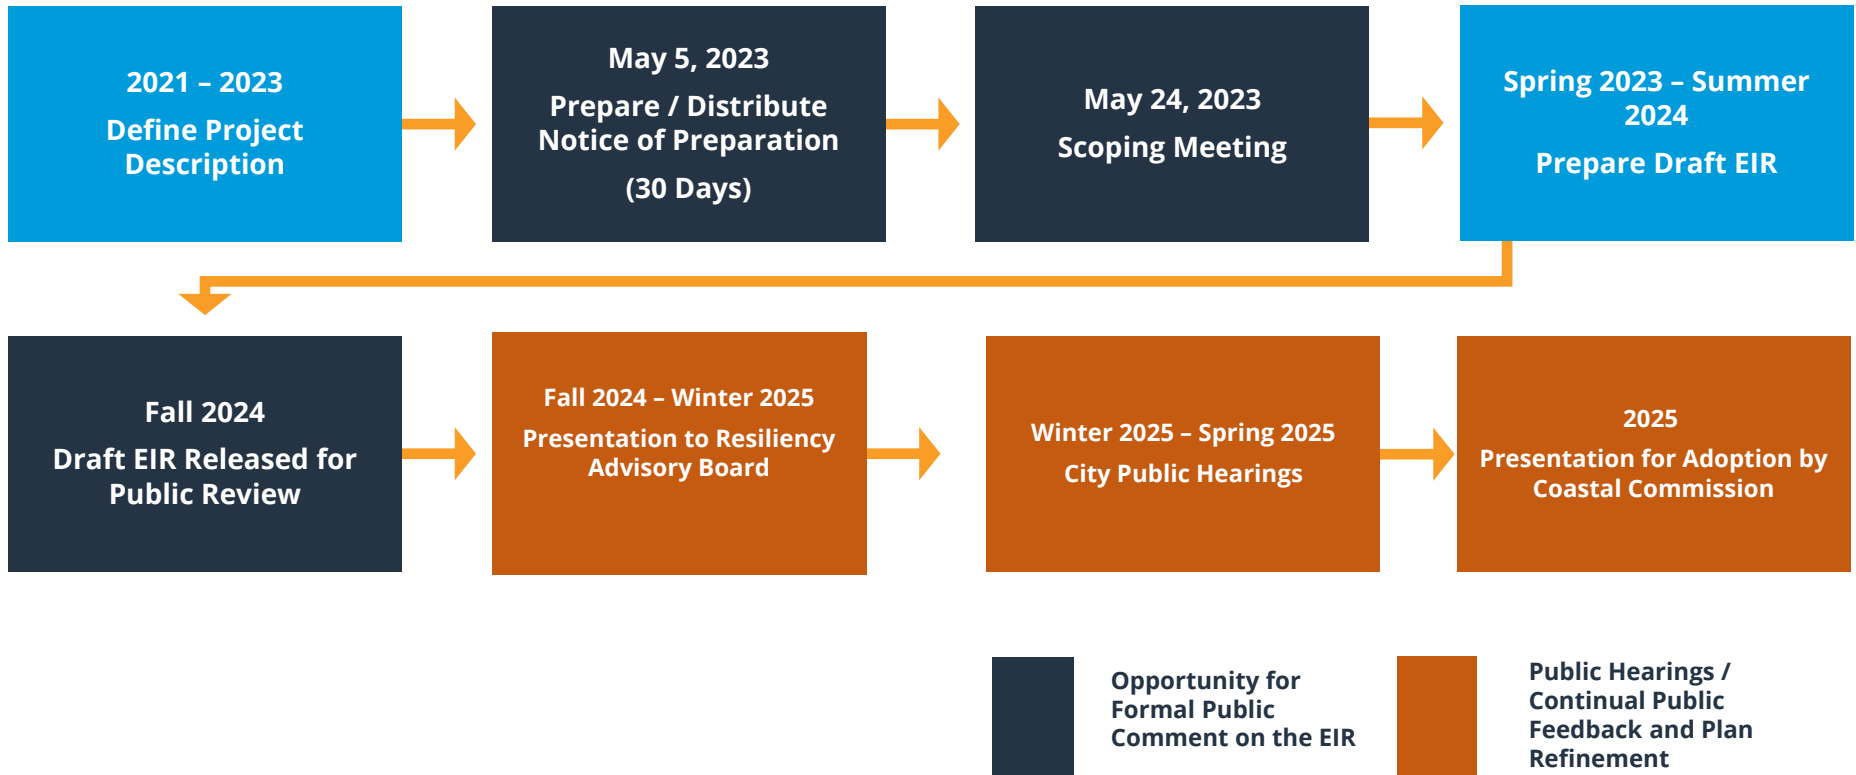 2021 – 2023
Define Project
Description
May 5, 2023
Prepare / Distribute
Notice of Preparation
(30 Days)
May 24, 2023
Scoping Meeting
Spring 2023 – Summer
2024
Prepare Draft EIR
Fall 2024
Draft EIR Released for
Public Review
Fall 2024 – Winter 2025
Presentation to Resiliency
Advisory Board
Winter 2025 – Spring 2025
City Public Hearings
2025
Presentation for Adoption by
Coastal Commission
Opportunity for
Formal Public
Comment on the EIR
Public Hearings /
Continual Public
Feedback and Plan
Refinement